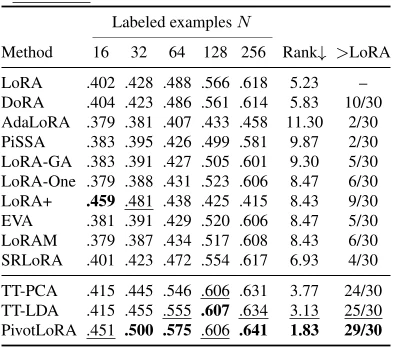 Labeled examples N
Method 16 32 64 128 256 Rank↓ >LoRA
LoRA .402 .428 .488 .566 .618 5.23 –
DoRA .404 .423 .486 .561 .614 5.83 10/30
AdaLoRA .379 .381 .407 .433 .458 11.30 2/30
PiSSA .383 .395 .426 .499 .581 9.87 2/30
LoRA-GA .383 .391 .427 .505 .601 9.30 5/30
LoRA-One .379 .388 .431 .523 .606 8.47 6/30
LoRA+ .459 .481 .438 .425 .415 8.43 9/30
EVA .381 .391 .429 .520 .606 8.47 5/30
LoRAM .379 .387 .434 .517 .608 8.43 6/30
SRLoRA .401 .423 .472 .554 .617 6.93 4/30
TT-PCA .415 .445 .546 .606 .631 3.77 24/30
TT-LDA .415 .455 .555 .607 .634 3.13 25/30
PivotLoRA .451 .500 .575 .606 .641 1.83 29/30